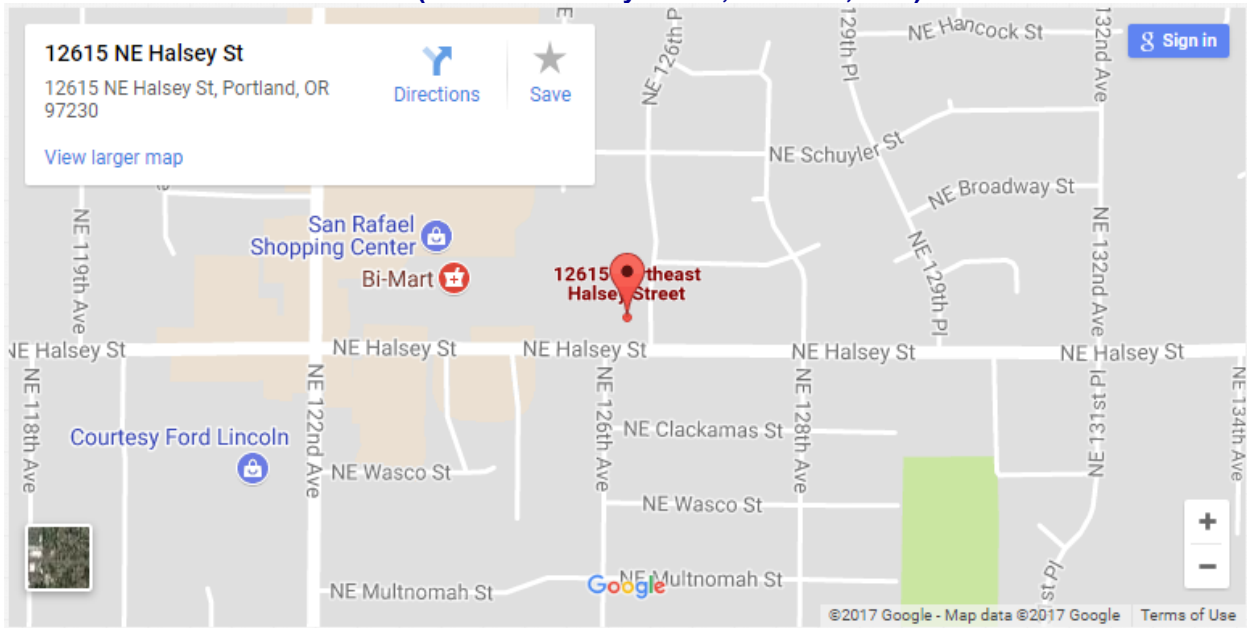 12615 NE Halsey St
12615 NE Halsey St, Portland, OR
97230
Directions
Save
View larger map
Sign in
NE 126th Pl
129th Pl
NE Hancock St
132nd Ave
NE Schuyler St
NE Broadway St
NE 119th Ave
San Rafael
Shopping Center
Bi-Mart
12615 theast
Halsey Street
NE 129th Pl
NE 132nd Ave
NE Halsey St
NE Halsey St
NE Halsey St
NE Halsey St
NE Halsey St
NE 118th Ave
NE 122nd Ave
NE 126th Ave
NE 128th Ave
NE 131st Pl
NE 134th Ave
Courtesy Ford Lincoln
NE Clackamas St
NE Wasco St
NE Wasco St
NE Multnomah St
NE Multnomah St
Google
1st Pl
+
−
©2017 Google - Map data ©2017 Google
Terms of Use